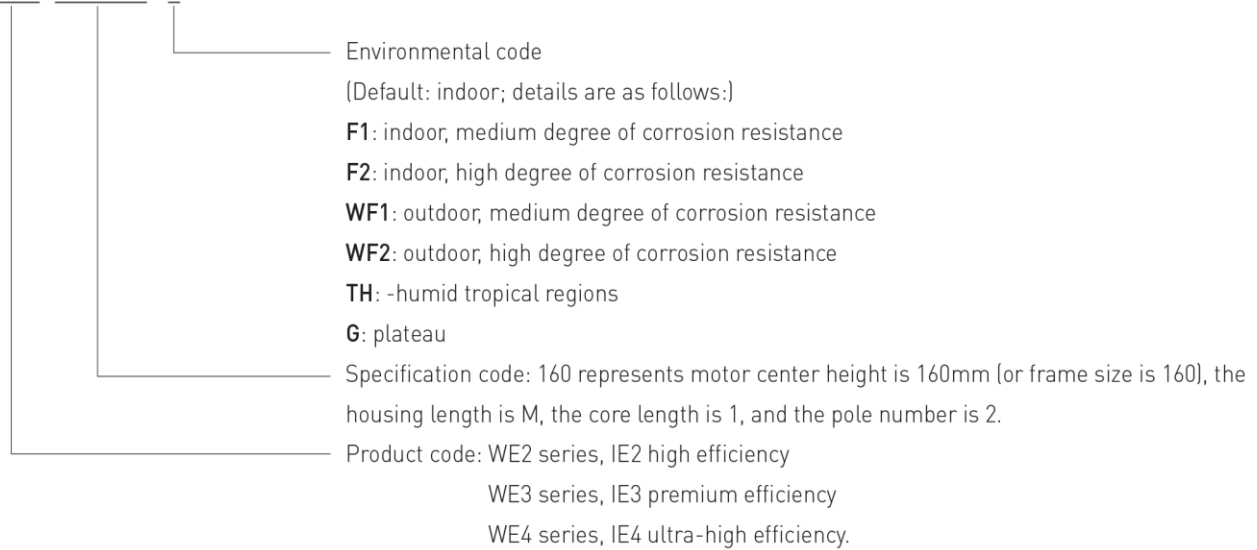 Environmental code
(Default: indoor; details are as follows:)
F1: indoor, medium degree of corrosion resistance
F2: indoor, high degree of corrosion resistance
WF1: outdoor, medium degree of corrosion resistance
WF2: outdoor, high degree of corrosion resistance
TH: -humid tropical regions
G: plateau
Specification code: 160 represents motor center height is 160mm (or frame size is 160), the
housing length is M, the core length is 1, and the pole number is 2.
Product code: WE2 series, IE2 high efficiency
WE3 series, IE3 premium efficiency
WE4 series, IE4 ultra-high efficiency.